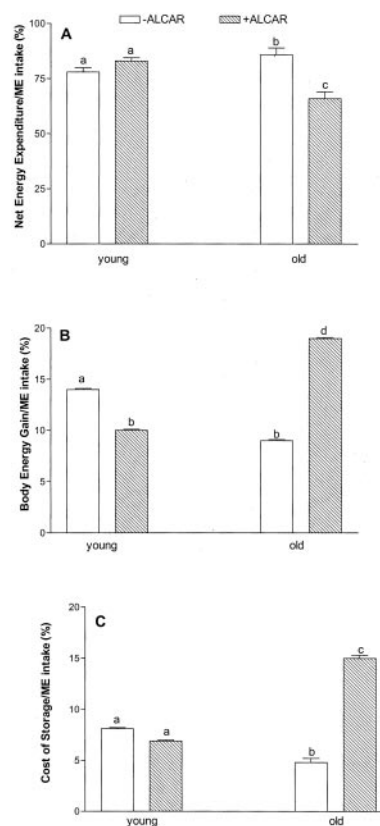 -ALCAR +ALCAR
A
Net Energy Expenditure/ME intake (%)
100
75
50
25
0
a a b c
young old
B
Body Energy Gain/ME intake (%)
20
15
10
5
0
a b b d
young old
C
Cost of Storage/ME intake (%)
20
15
10
5
0
a a b c
young old